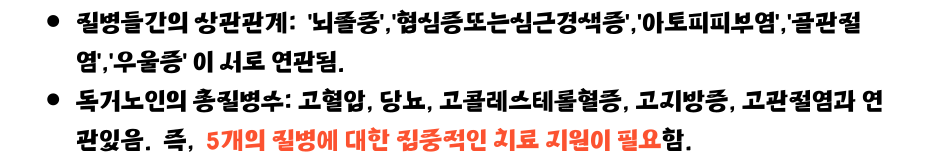 • 질병들간의 상관관계: '뇌졸중','협심증또는심근경색증','아토피피부염','골관절
염','우울증' 이 서로 연관됨.
• 독거노인의 총질병수: 고혈압, 당뇨, 고콜레스테롤혈증, 고지방증, 고관절염과 연
관있음. 즉, 5개의 질병에 대한 집중적인 치료 지원이 필요함.